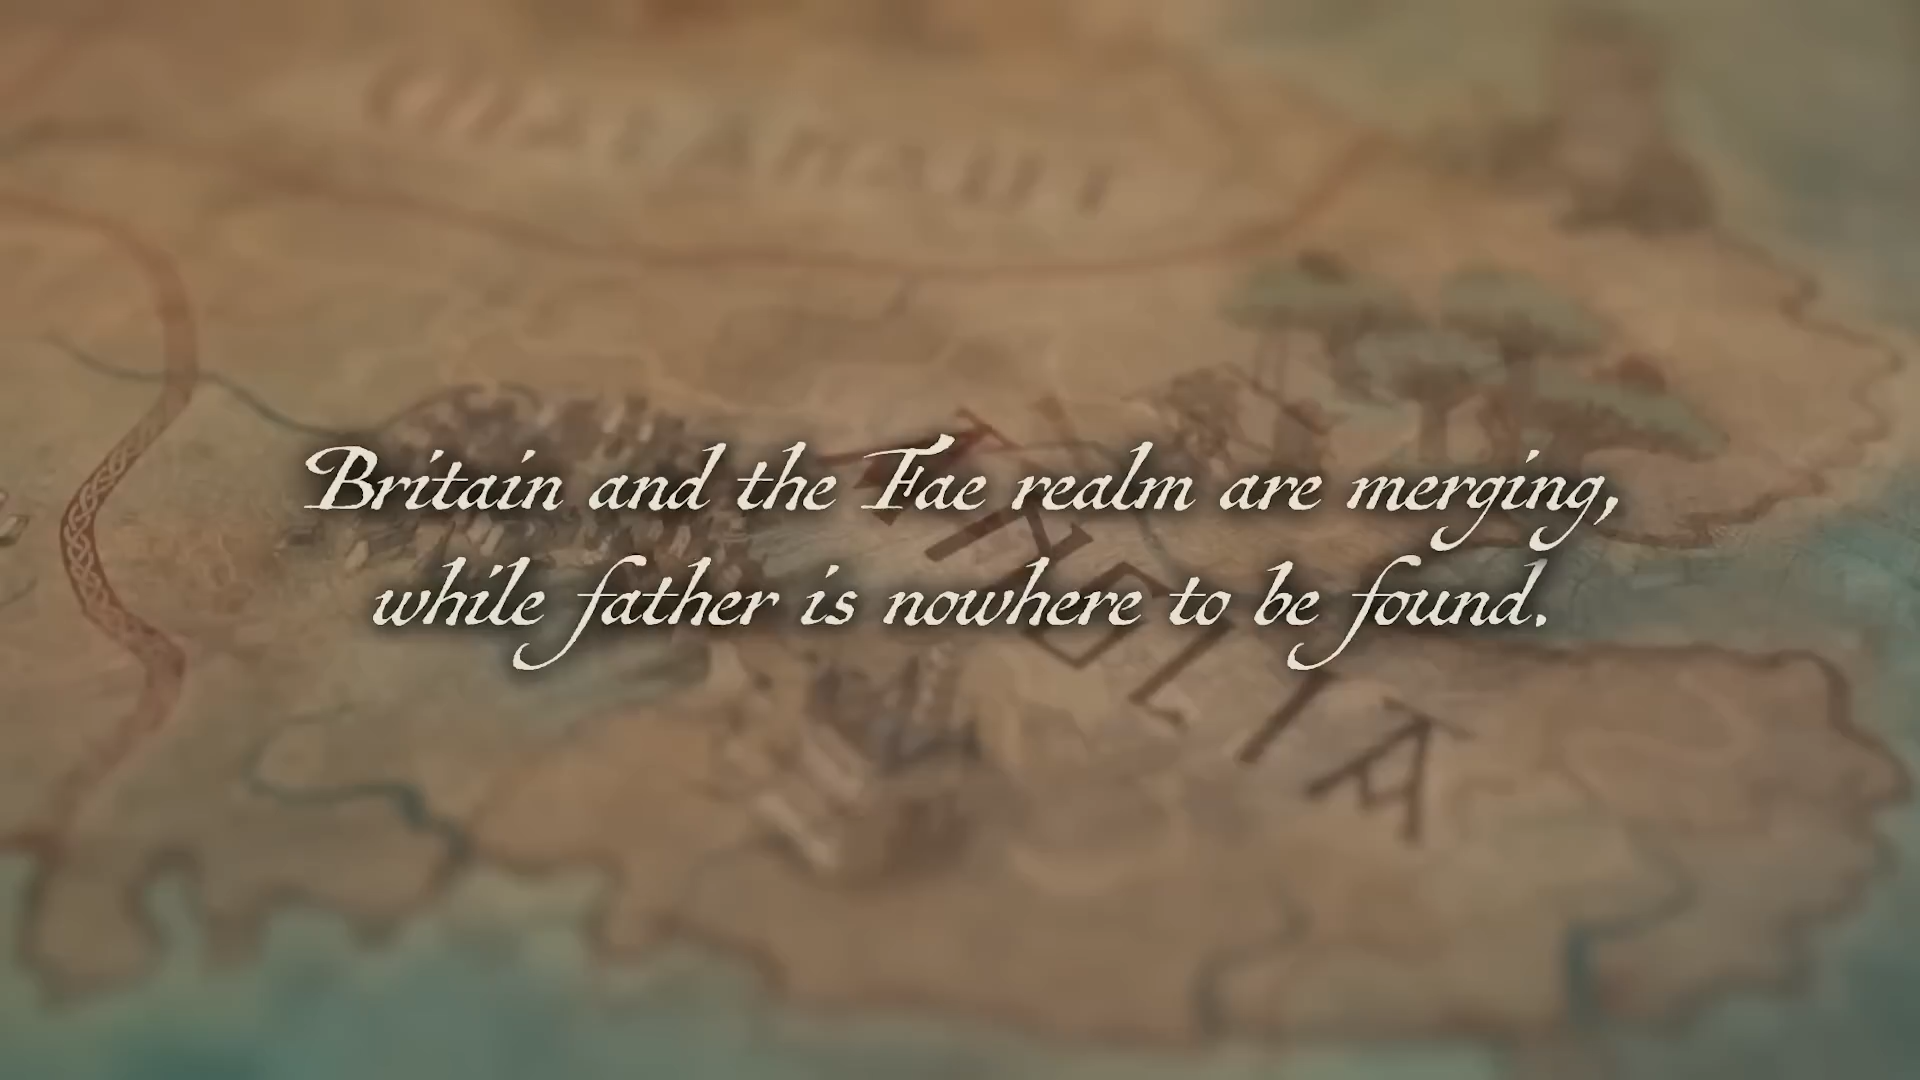 Britain and the Fae realm are merging,
while father is nowhere to be found.